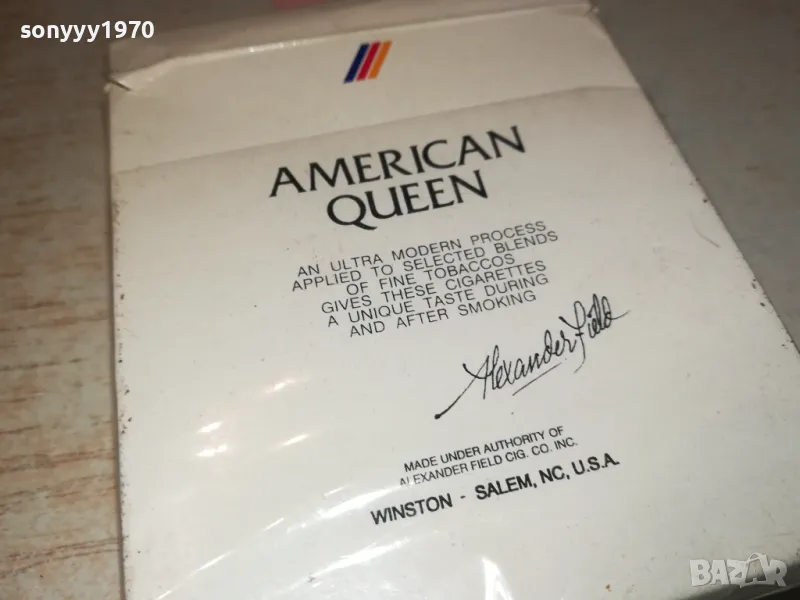 sonyyy1970
AMERICAN
QUEEN
AN ULTRA MODERN PROCESS
APPLIED TO SELECTED BLENDS
OF FINE TOBACCOS
GIVES THESE CIGARETTES
A UNIQUE TASTE DURING
AND AFTER SMOKING
Alexander Field
MADE UNDER AUTHORITY OF
ALEXANDER FIELD CIG. CO. INC.
WINSTON - SALEM, NC, U.S.A.
BAZAR